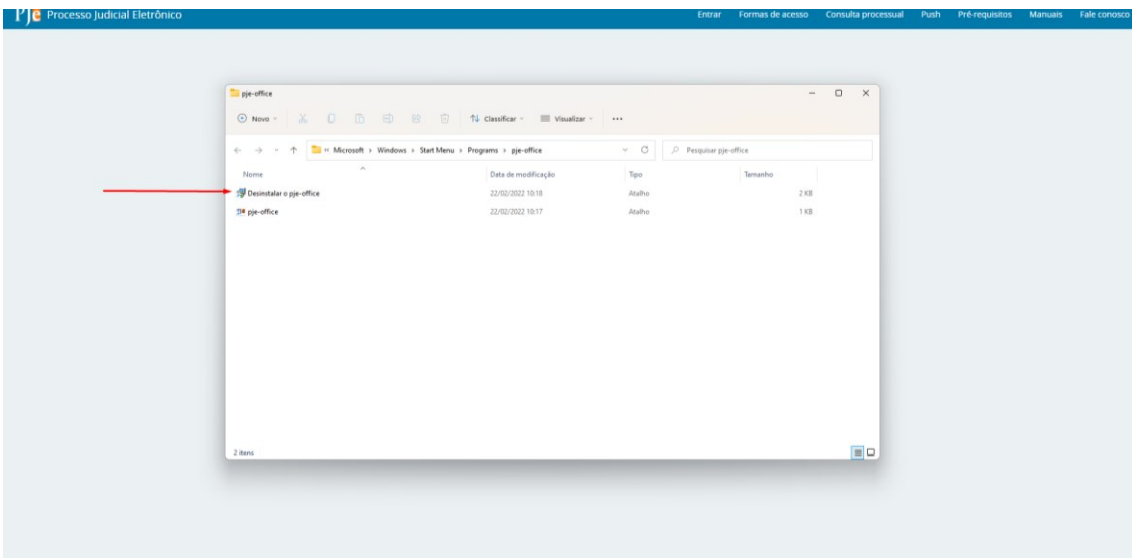 PJe Processo Judicial Eletrônico Entrar Formas de acesso Consulta processual Push Pré-requisitos Manuais Fale conosco
pje-office
Novo Classificar Visualizar
« Microsoft › Windows › Start Menu › Programs › pje-office Pesquisar pje-office
Nome Data de modificação Tipo Tamanho
Desinstalar o pje-office 22/02/2022 10:18 Atalho 2 KB
pje-office 22/02/2022 10:17 Atalho 1 KB
2 itens